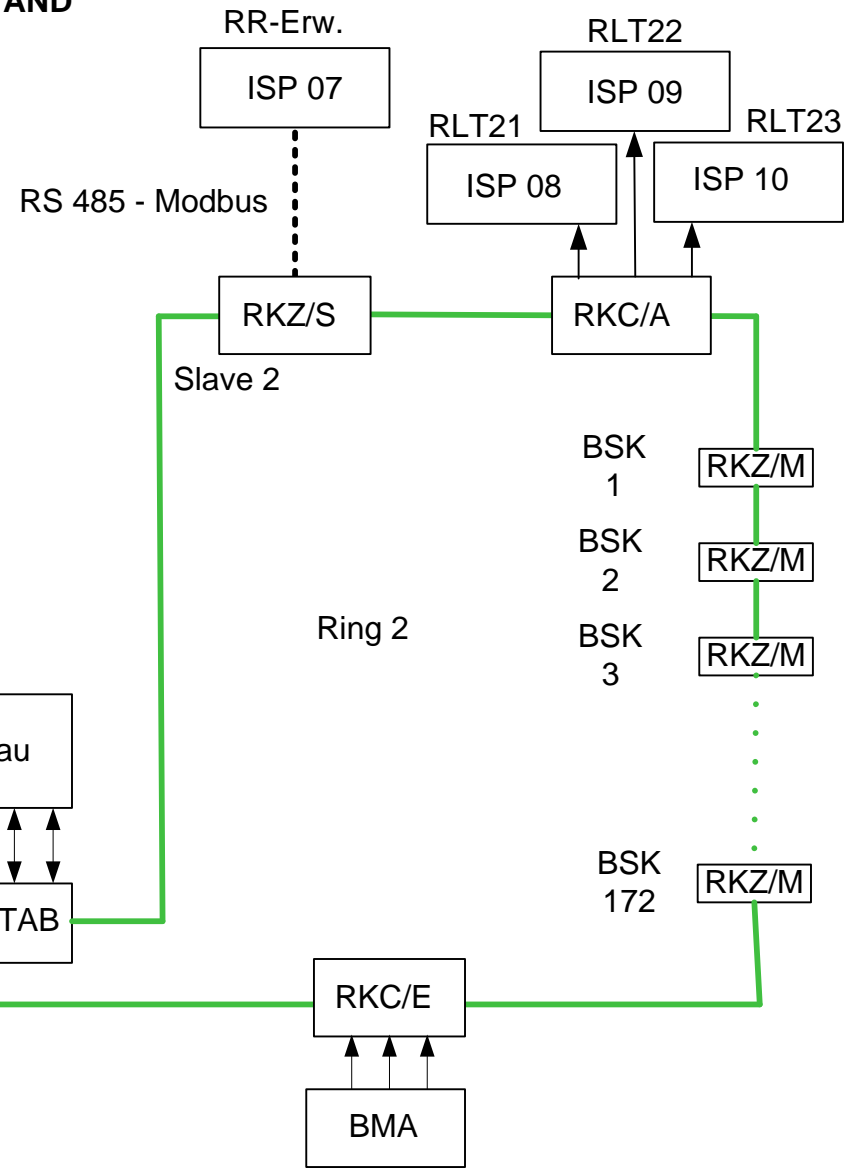 AND
RR-Erw.
RLT22
ISP 07
ISP 09
RLT21
RLT23
ISP 08
ISP 10
RS 485 - Modbus
RKZ/S
RKC/A
Slave 2
BSK
1
RKZ/M
BSK
2
RKZ/M
Ring 2
BSK
3
RKZ/M
au
BSK
172
RKZ/M
TAB
RKC/E
BMA